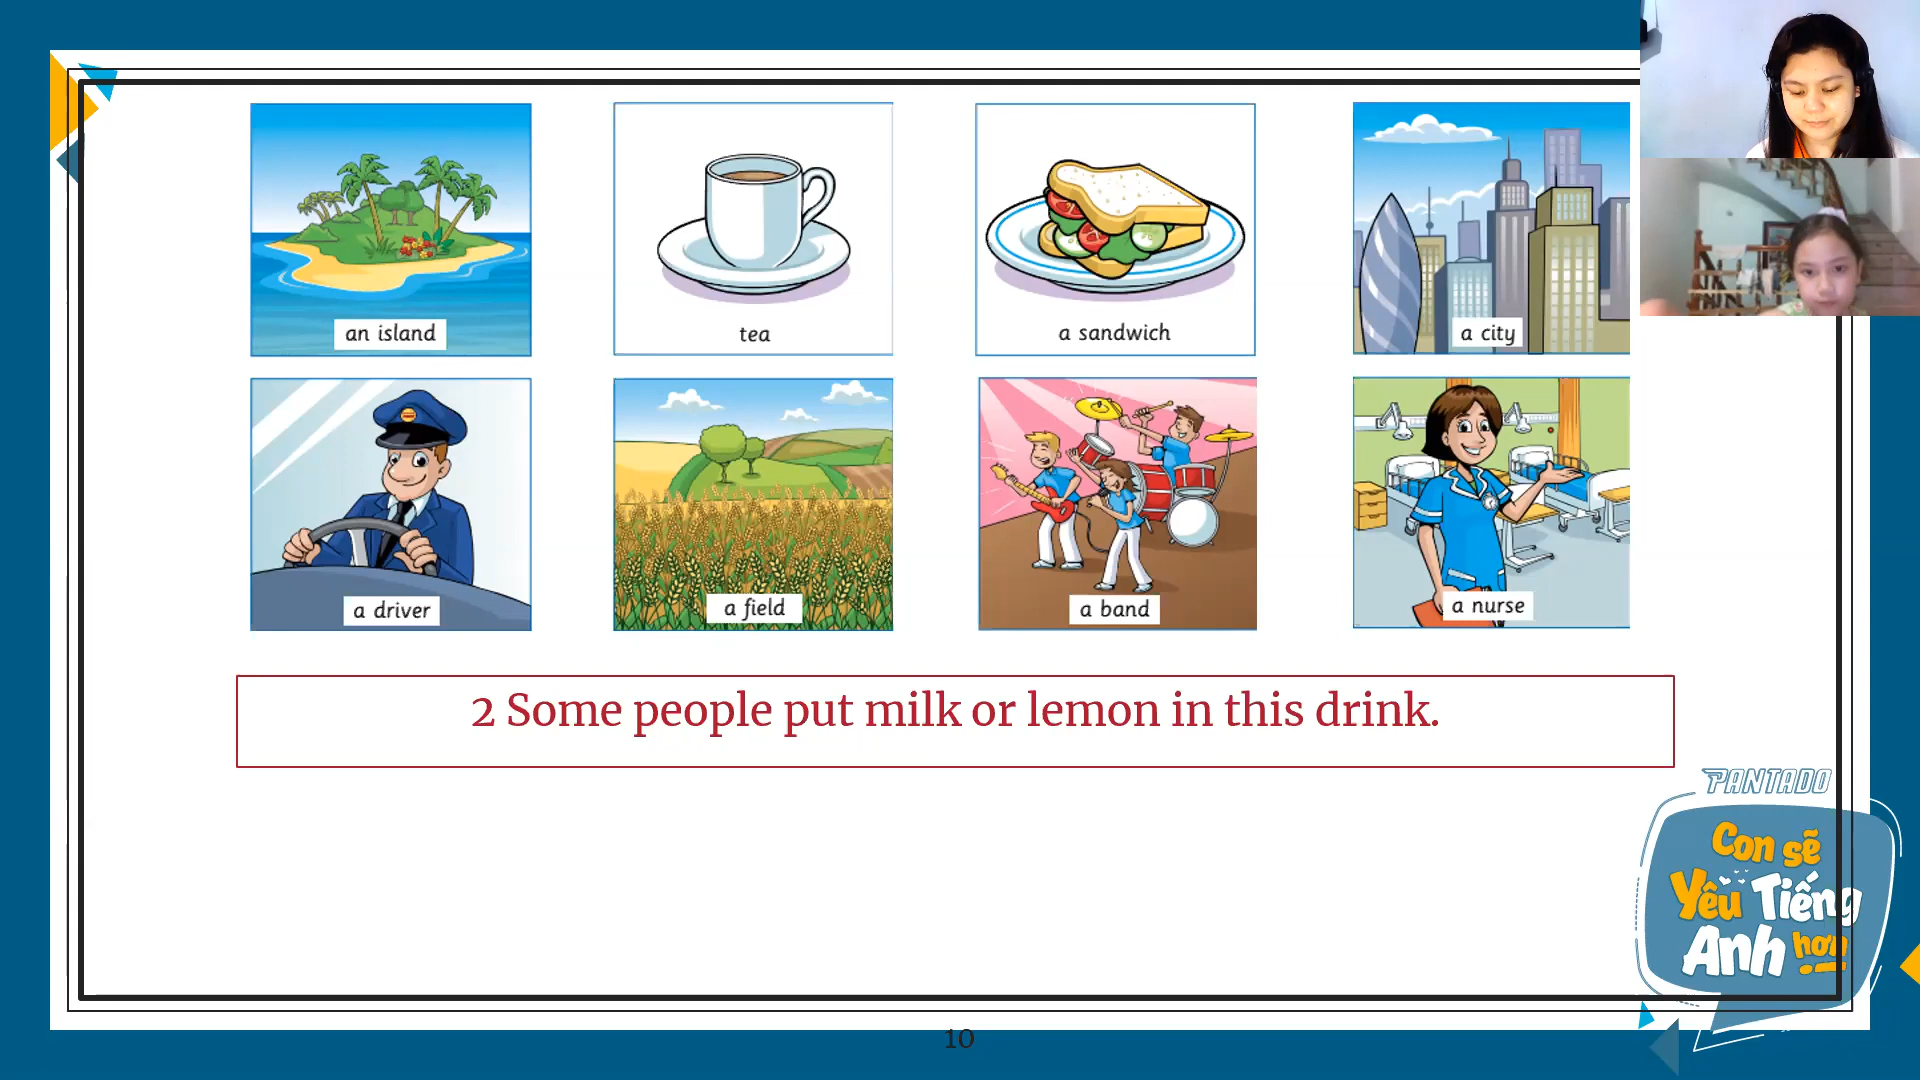 an island
tea
a sandwich
a city
a driver
a field
a band
a nurse
2 Some people put milk or lemon in this drink.
PANTADO
Con sẽ
Yêu Tiếng
Anh hơn
10